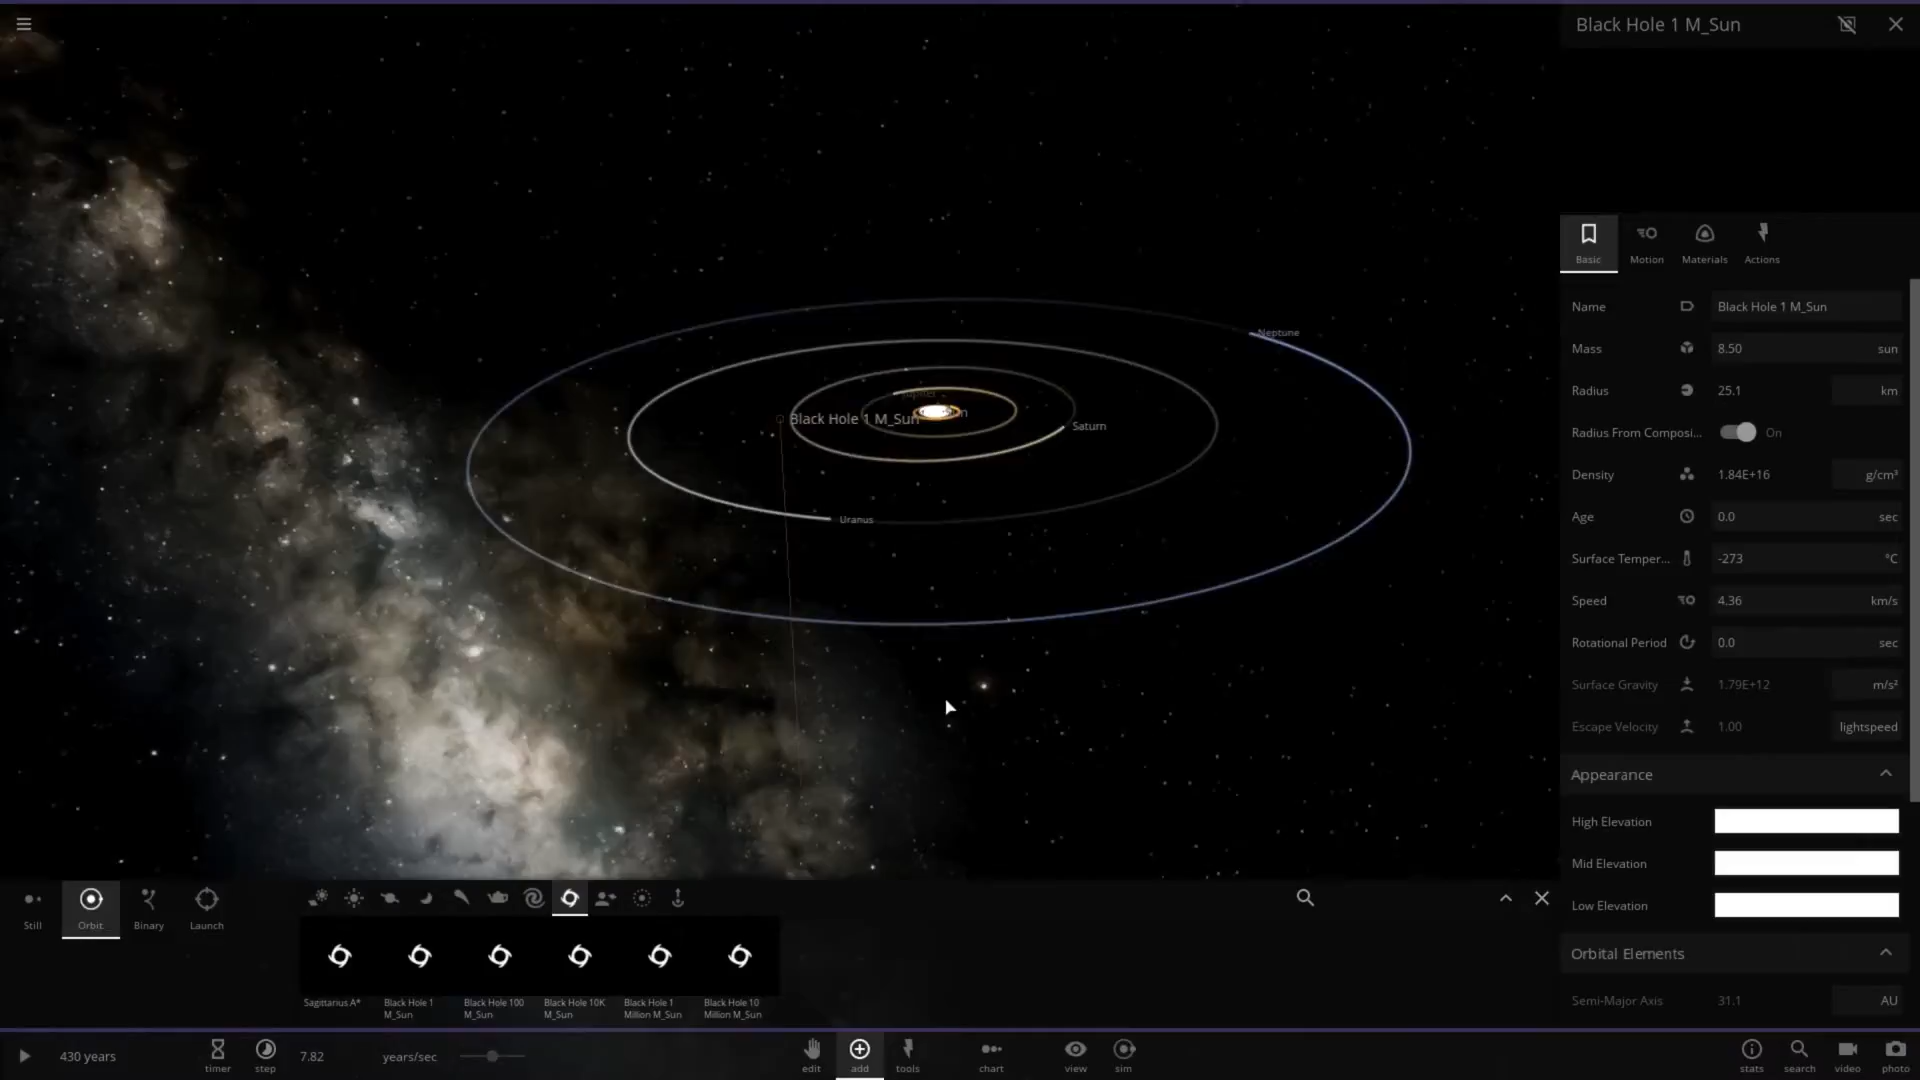 Black Hole 1 M_Sun
Basic
Motion
Materials
Actions
Name
Black Hole 1 M_Sun
Mass
8.50
sun
Radius
25.1
km
Radius From Composi...
On
Density
1.84E+16
g/cm³
Age
0.0
sec
Surface Temper...
-273
°C
Speed
4.36
km/s
Rotational Period
0.0
sec
Surface Gravity
1.79E+12
m/s²
Escape Velocity
1.00
lightspeed
Appearance
High Elevation
Mid Elevation
Low Elevation
Orbital Elements
Semi-Major Axis
31.1
AU
Neptune
Jupiter
Black Hole 1 M_Sun
Saturn
Uranus
Still
Orbit
Binary
Launch
Sagittarius A*
Black Hole 1
M_Sun
Black Hole 100
M_Sun
Black Hole 10K
M_Sun
Black Hole 1
Million M_Sun
Black Hole 10
Million M_Sun
430 years
timer
step
7.82
years/sec
edit
add
tools
chart
view
sim
stats
search
video
photo